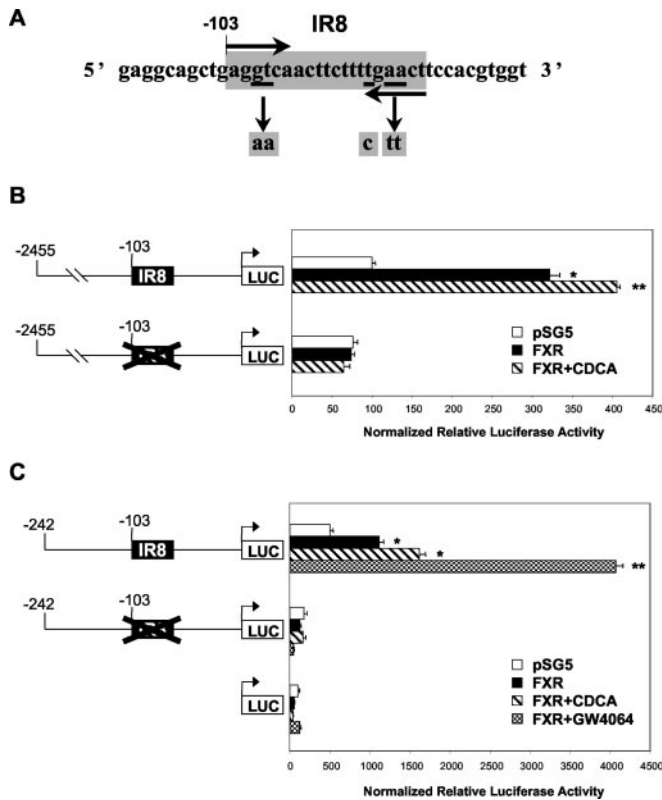 A
-103 IR8
5’ gaggcagctgaggtcaacttcttttgaacttccacgtggt 3’
aa c tt
B
-2455 -103
IR8 LUC
*
**
-2455 -103
LUC
pSG5
FXR
FXR+CDCA
0 50 100 150 200 250 300 350 400 450
Normalized Relative Luciferase Activity
C
-242 -103
IR8 LUC
*
*
**
-242 -103
LUC
LUC
pSG5
FXR
FXR+CDCA
FXR+GW4064
0 500 1000 1500 2000 2500 3000 3500 4000 4500
Normalized Relative Luciferase Activity